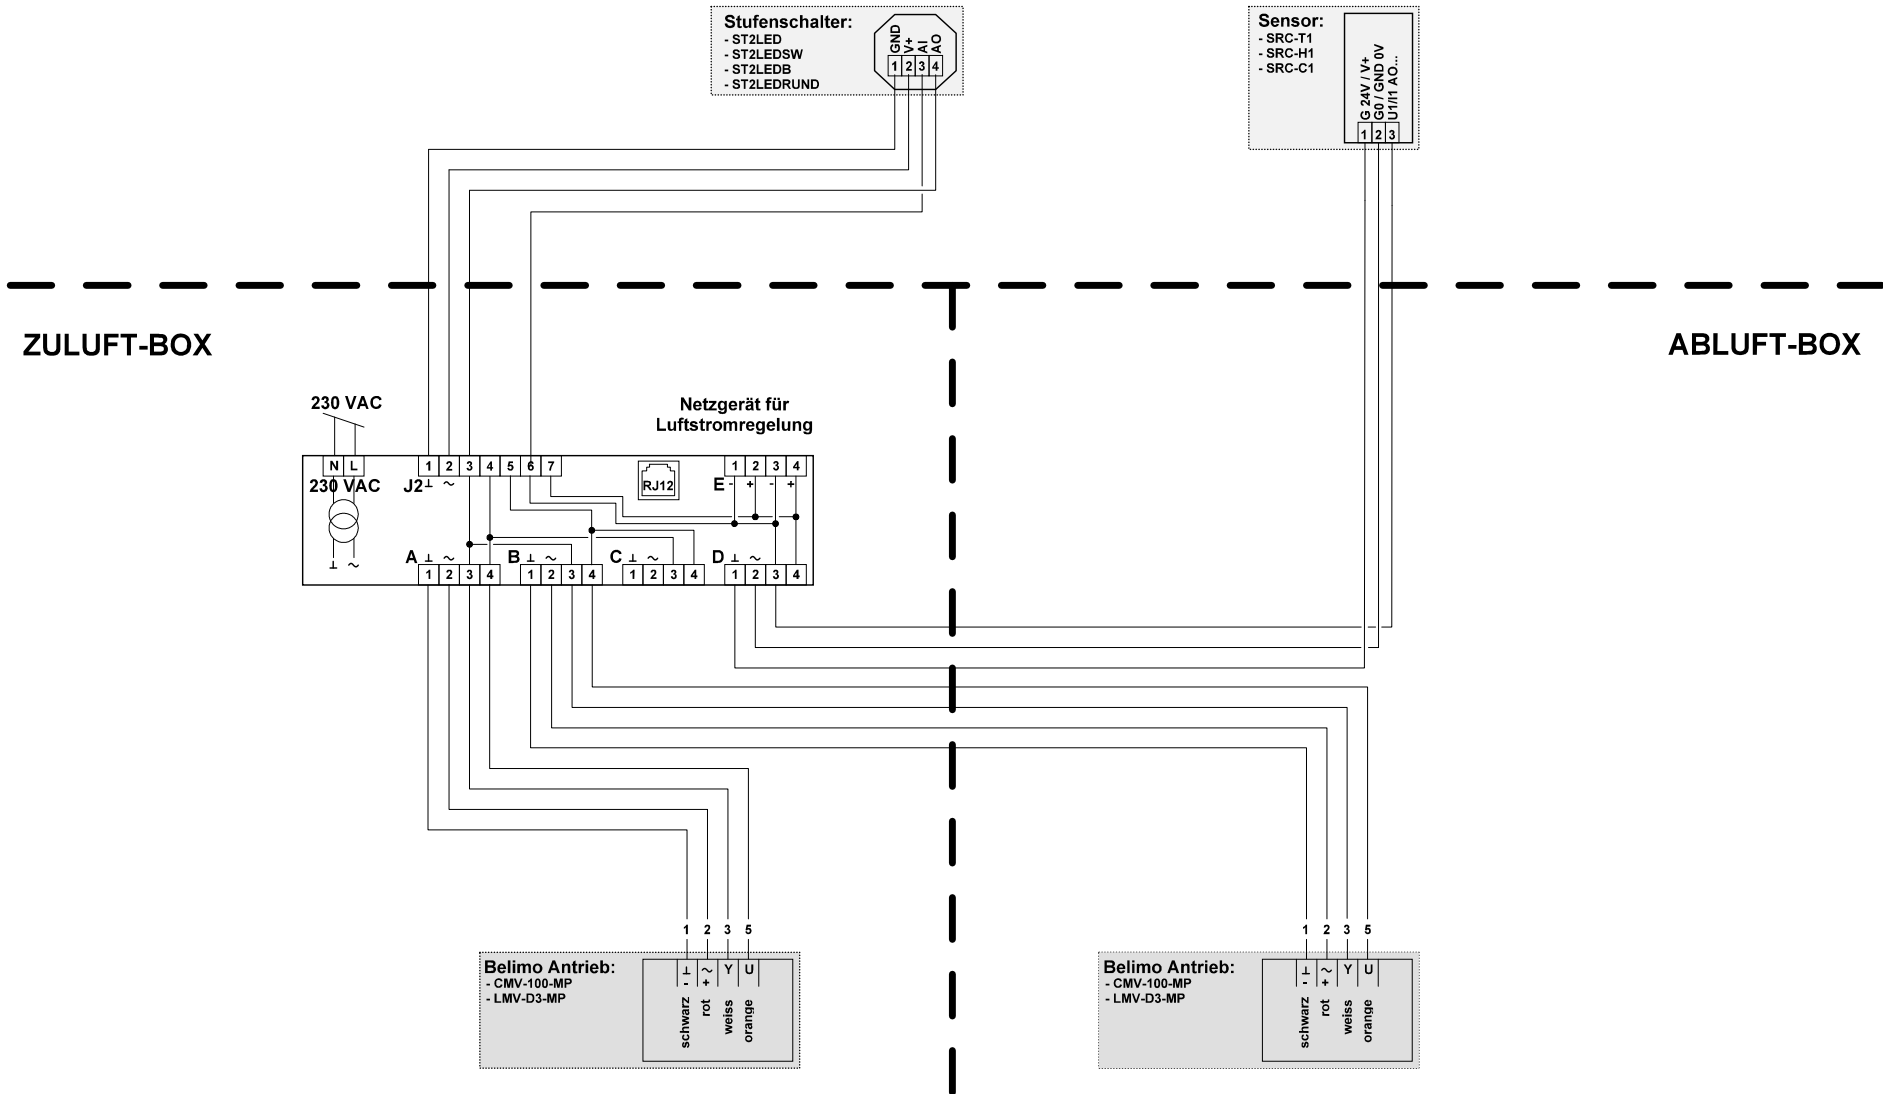 Stufenschalter:
- ST2LED
- ST2LEDSW
- ST2LEDB
- ST2LEDRUND
GND
V+
AI
AO
1 2 3 4
Sensor:
- SRC-T1
- SRC-H1
- SRC-C1
G 24V / V+
G0 / GND 0V
U1/I1 AO...
1 2 3
ZULUFT-BOX
ABLUFT-BOX
230 VAC
Netzgerät für
Luftstromregelung
N L
1 2 3 4 5 6 7
1 2 3 4
230 VAC
J2 ⊥ ~
RJ12
E - + - +
⊥ ~
A ⊥ ~
B ⊥ ~
C ⊥ ~
D ⊥ ~
1 2 3 4
1 2 3 4
1 2 3 4
1 2 3 4
1 2 3 5
Belimo Antrieb:
- CMV-100-MP
- LMV-D3-MP
⊥ ~ Y U
- +
schwarz
rot
weiss
orange
1 2 3 5
Belimo Antrieb:
- CMV-100-MP
- LMV-D3-MP
⊥ ~ Y U
- +
schwarz
rot
weiss
orange